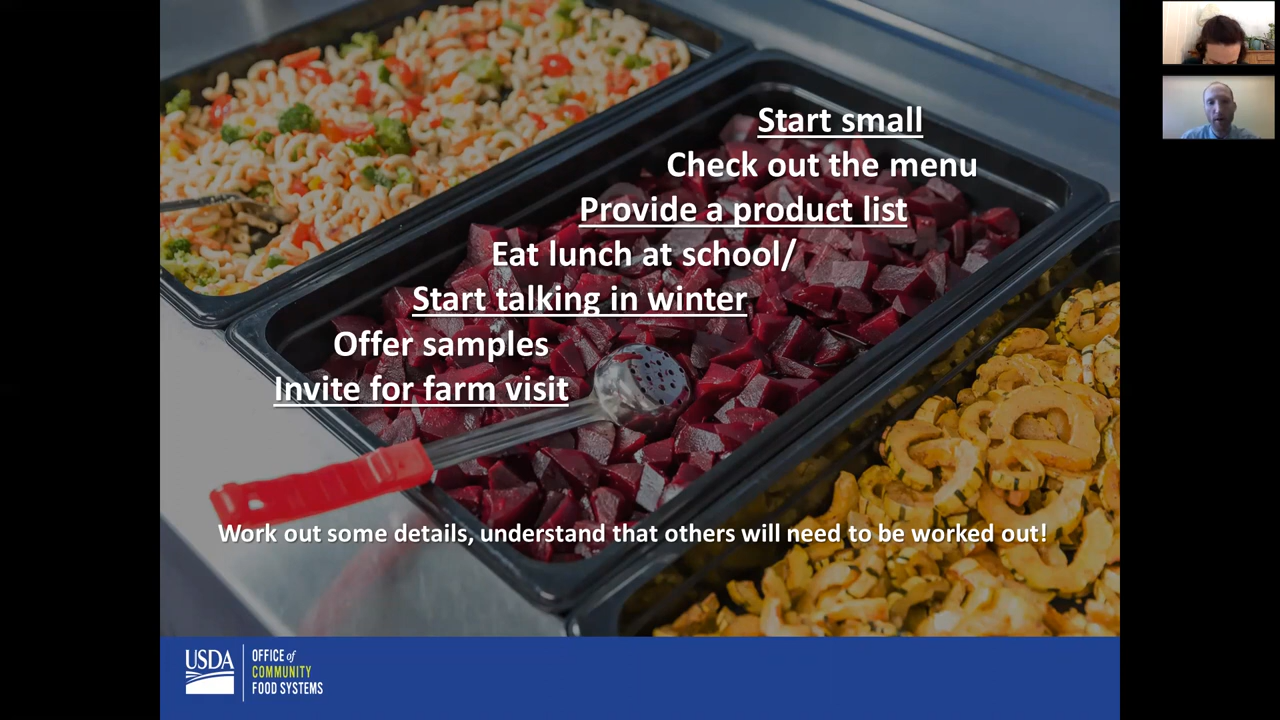 Start small
Check out the menu
Provide a product list
Eat lunch at school/
Start talking in winter
Offer samples
Invite for farm visit
Work out some details, understand that others will need to be worked out!
USDA
OFFICE of
COMMUNITY
FOOD SYSTEMS